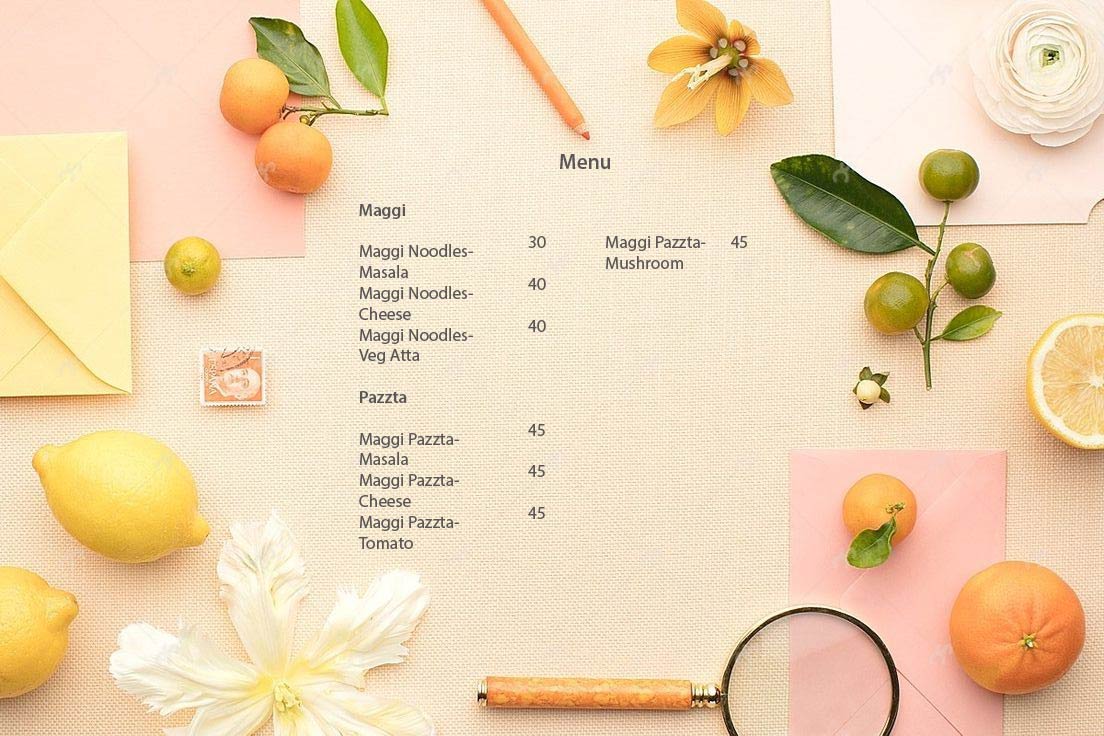 Menu
Maggi
Maggi Noodles- 30
Masala
Maggi Noodles- 40
Cheese
Maggi Noodles- 40
Veg Atta
Pazzta
Maggi Pazzta- 45
Masala
Maggi Pazzta- 45
Cheese
Maggi Pazzta- 45
Tomato
Maggi Pazzta- 45
Mushroom